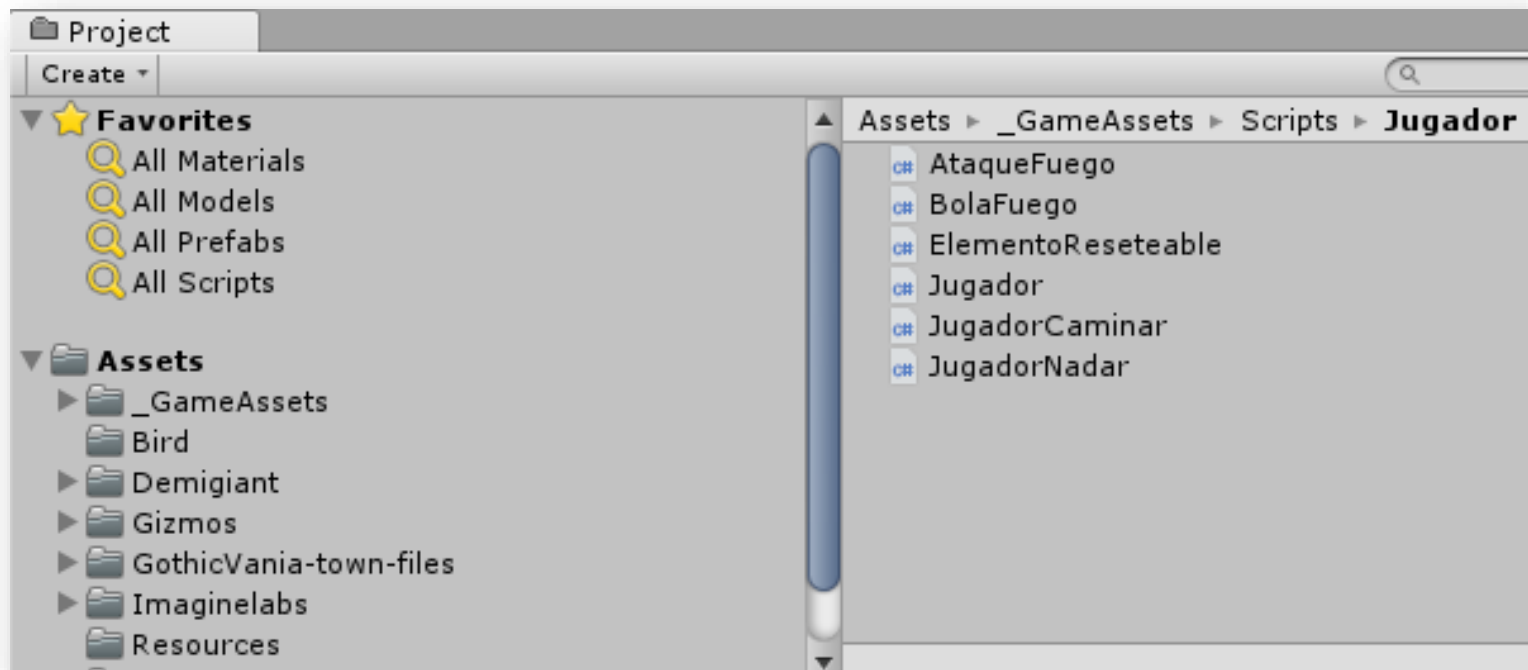 Project
Create
Favorites
All Materials
All Models
All Prefabs
All Scripts
Assets
_GameAssets
Bird
Demigiant
Gizmos
GothicVania-town-files
Imaginelabs
Resources
Assets _GameAssets Scripts Jugador
c# AtaqueFuego
c# BolaFuego
c# ElementoReseteable
c# Jugador
c# JugadorCaminar
c# JugadorNadar